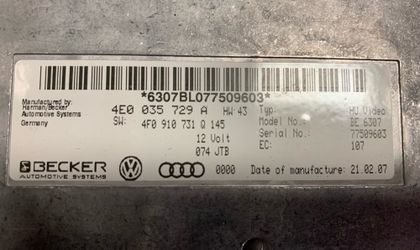 *6307BL077509603*
Manufactured by:
Harman/Becker
Automotive Systems
Germany
4E0 035 729 A HW:43
SW: 4F0 910 731 Q 145
12 Volt
074 JTB
Typ: HU Video
Model No.: BE 6307
Serial No.: 77509603
EC: 107
BECKER
AUTOMOTIVE SYSTEMS
0000 Date of manufacture: 21.02.07